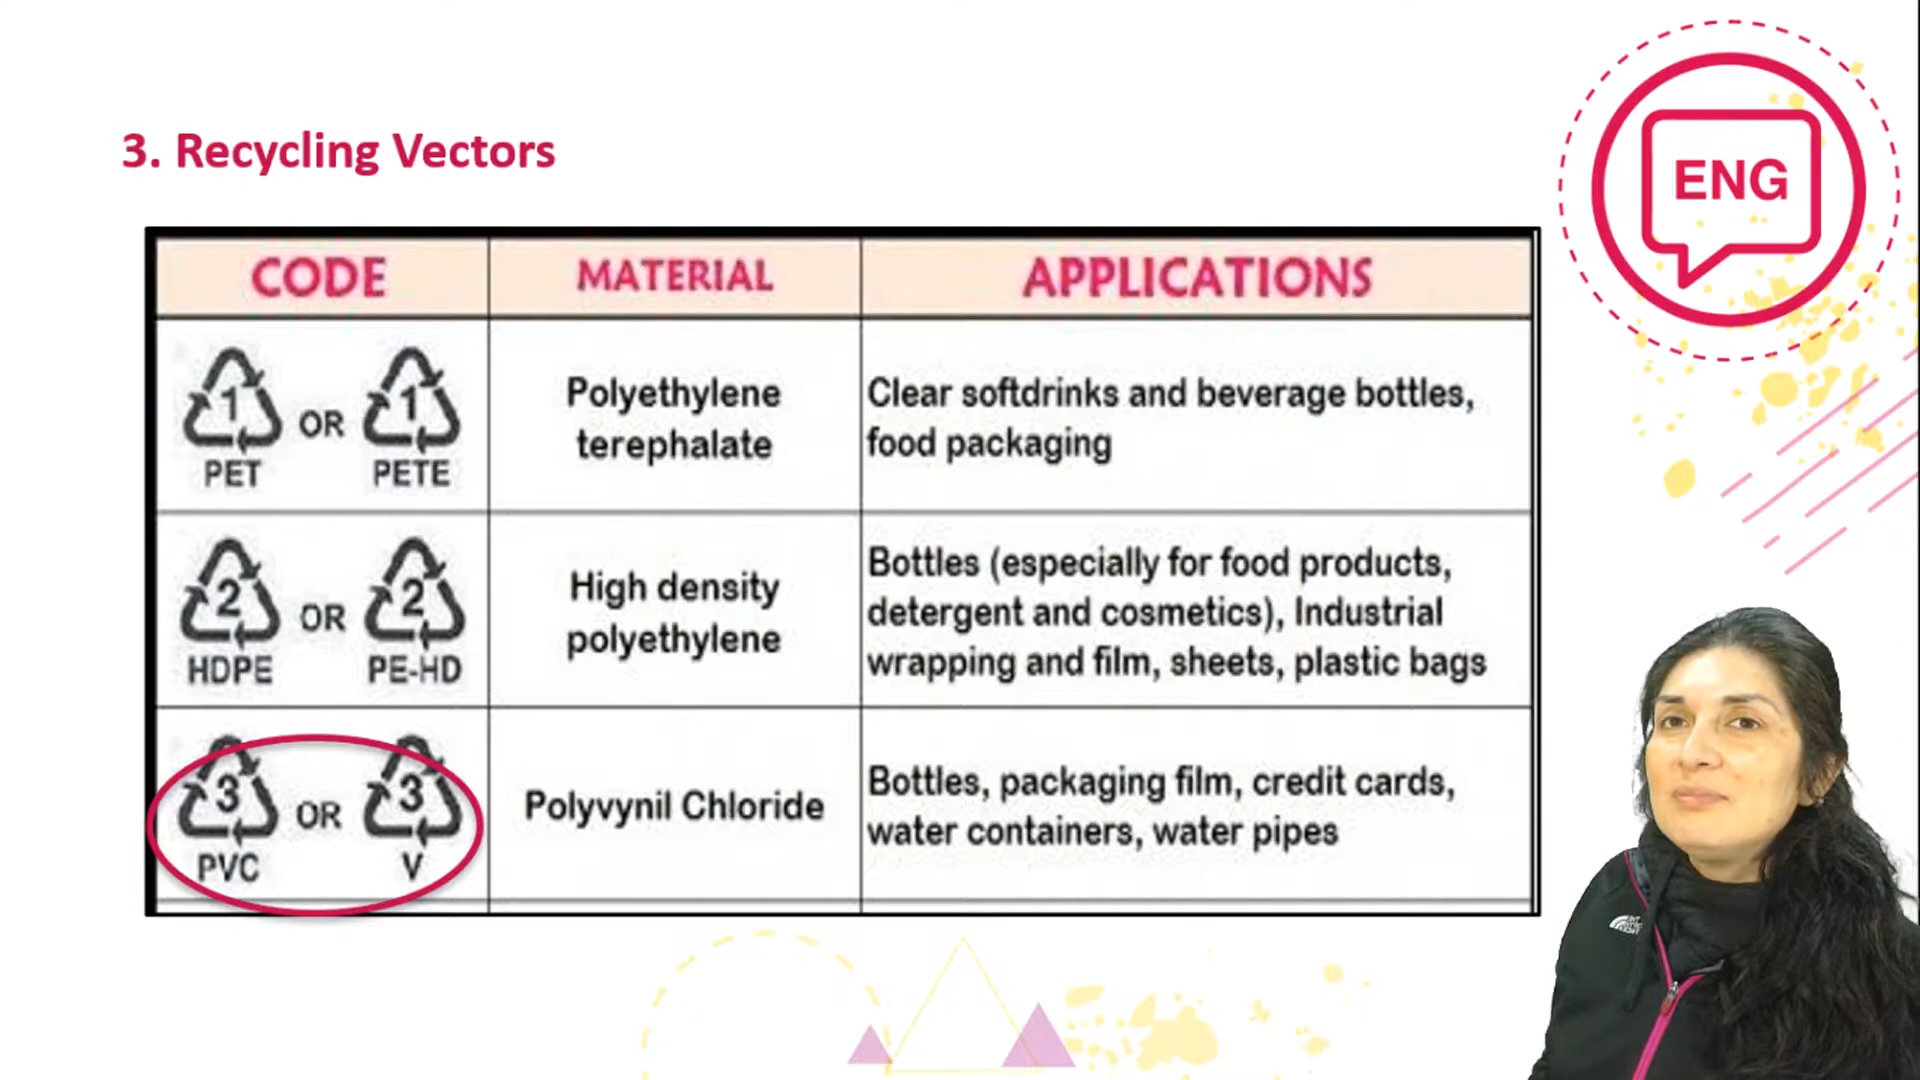 3. Recycling Vectors
ENG
CODE
MATERIAL
APPLICATIONS
1
OR
1
PET
PETE
Polyethylene
terephalate
Clear softdrinks and beverage bottles,
food packaging
2
OR
2
HDPE
PE-HD
High density
polyethylene
Bottles (especially for food products,
detergent and cosmetics), Industrial
wrapping and film, sheets, plastic bags
3
OR
3
PVC
V
Polyvynil Chloride
Bottles, packaging film, credit cards,
water containers, water pipes